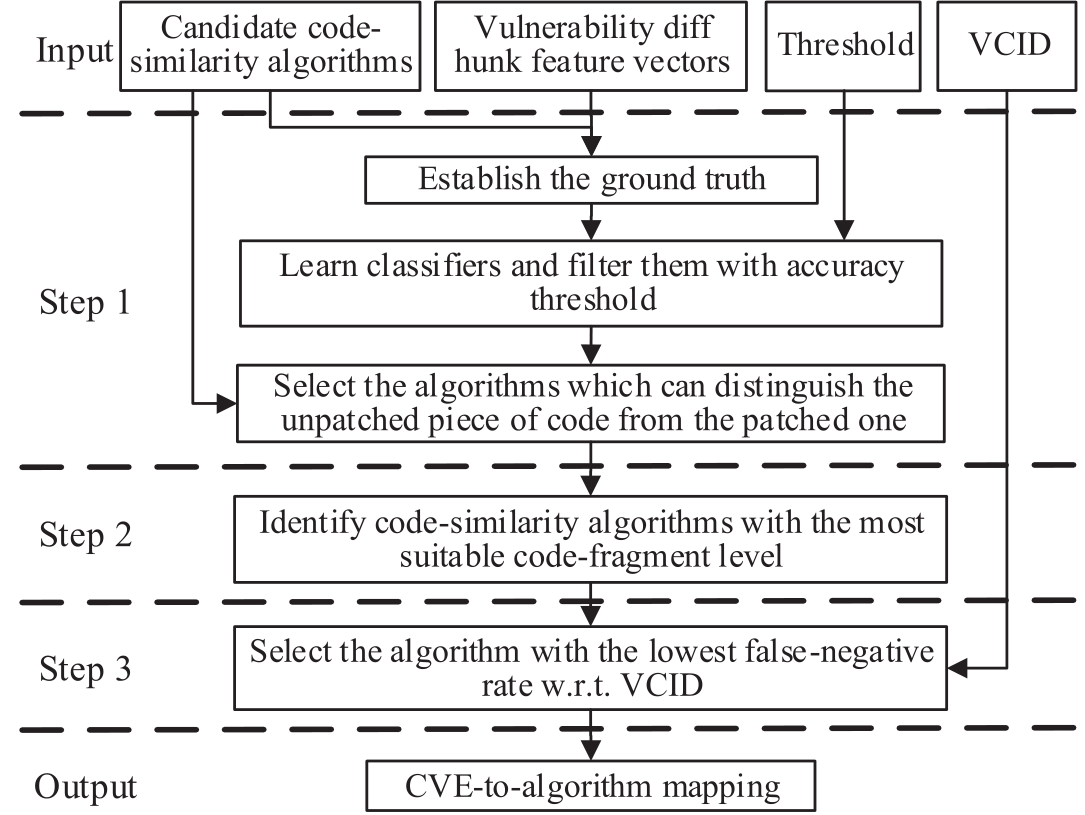 Input
Candidate code-
similarity algorithms
Vulnerability diff
hunk feature vectors
Threshold
VCID
Establish the ground truth
Step 1
Learn classifiers and filter them with accuracy
threshold
Select the algorithms which can distinguish the
unpatched piece of code from the patched one
Step 2
Identify code-similarity algorithms with the most
suitable code-fragment level
Step 3
Select the algorithm with the lowest false-negative
rate w.r.t. VCID
Output
CVE-to-algorithm mapping